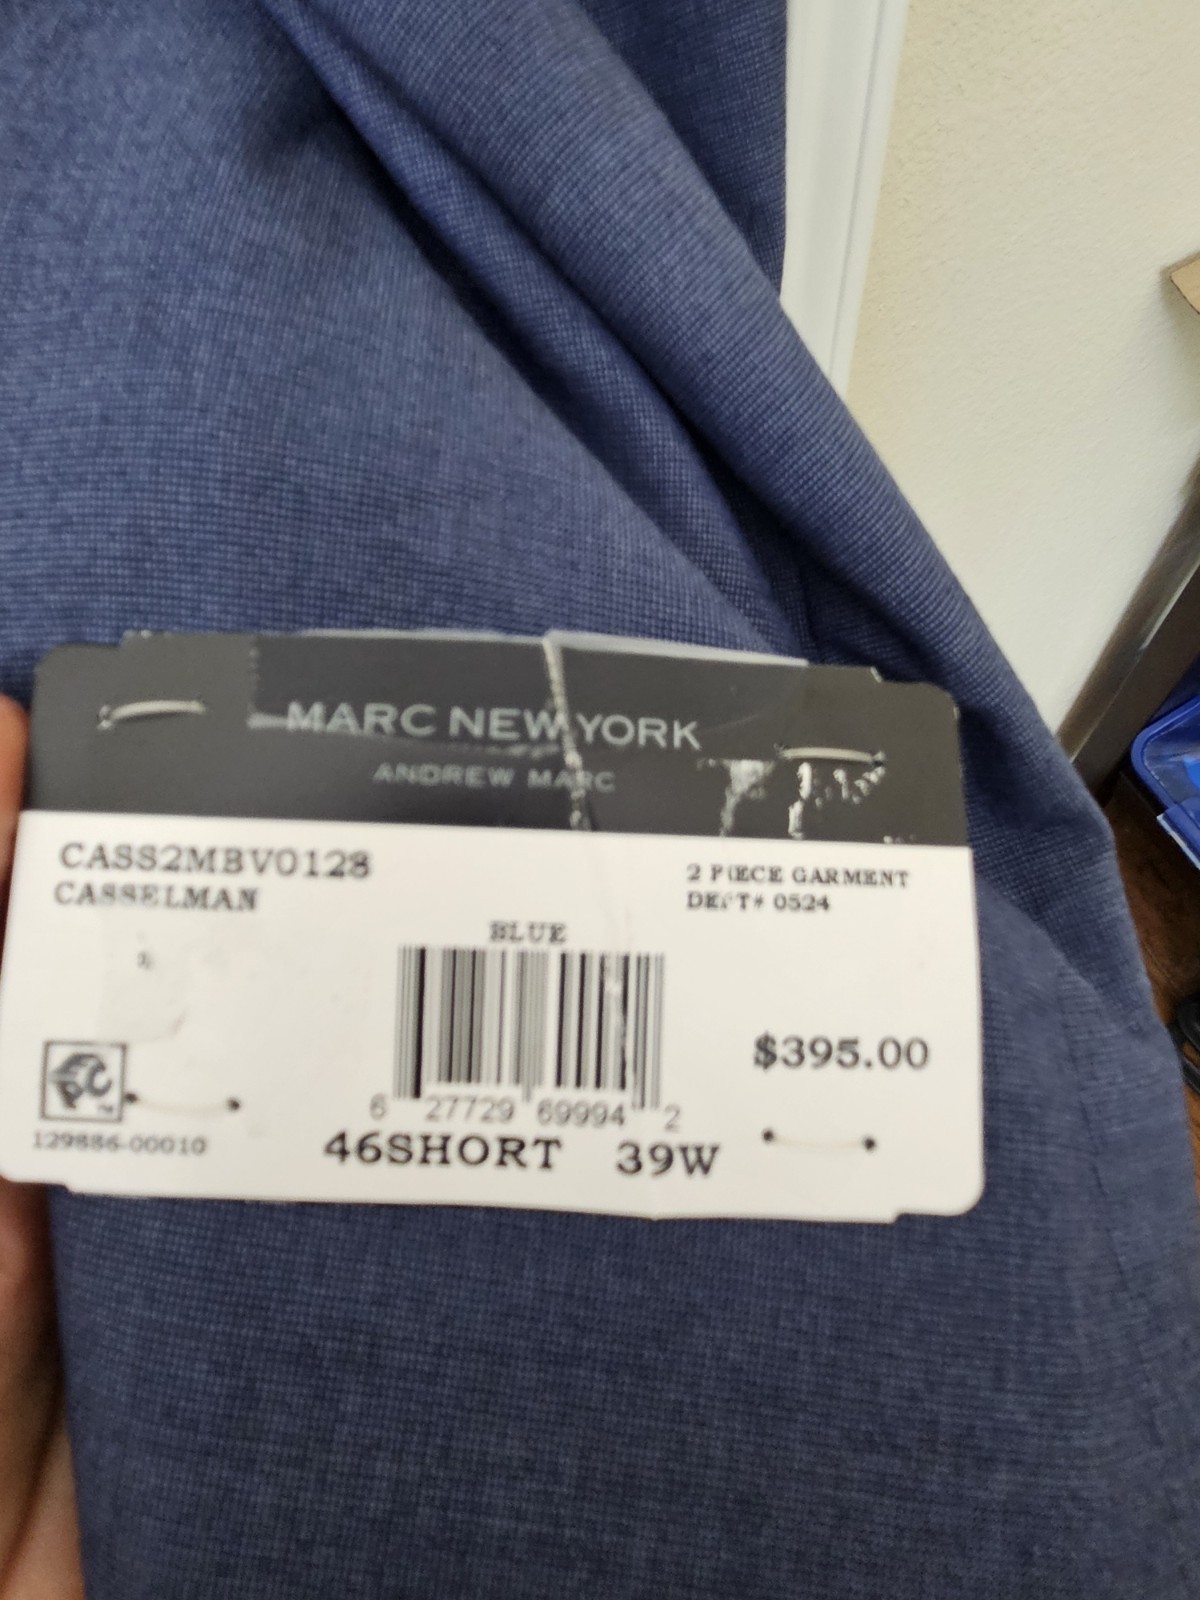 MARC NEW YORK
ANDREW MARC
CASS2MBV0128
CASSELMAN
2 PIECE GARMENT
DEPT# 0524
BLUE
$395.00
PC™
6 27729 69994 2
129886-00010
46SHORT 39W